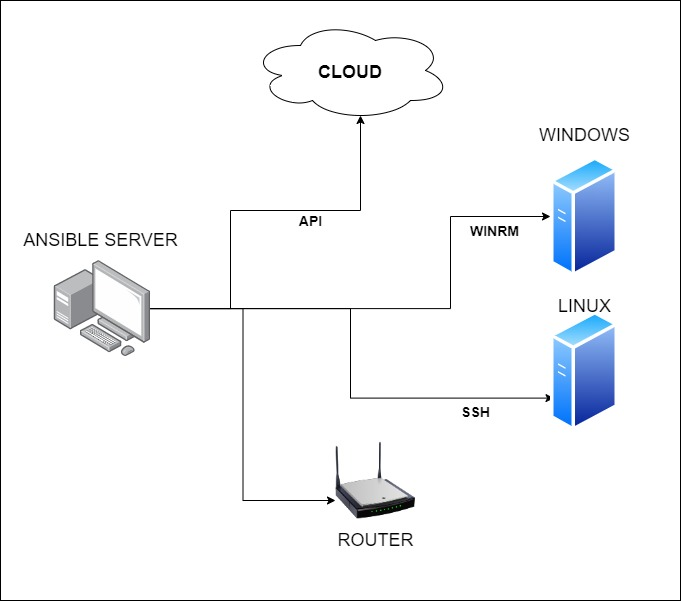 CLOUD
WINDOWS
API
WINRM
ANSIBLE SERVER
LINUX
SSH
ROUTER